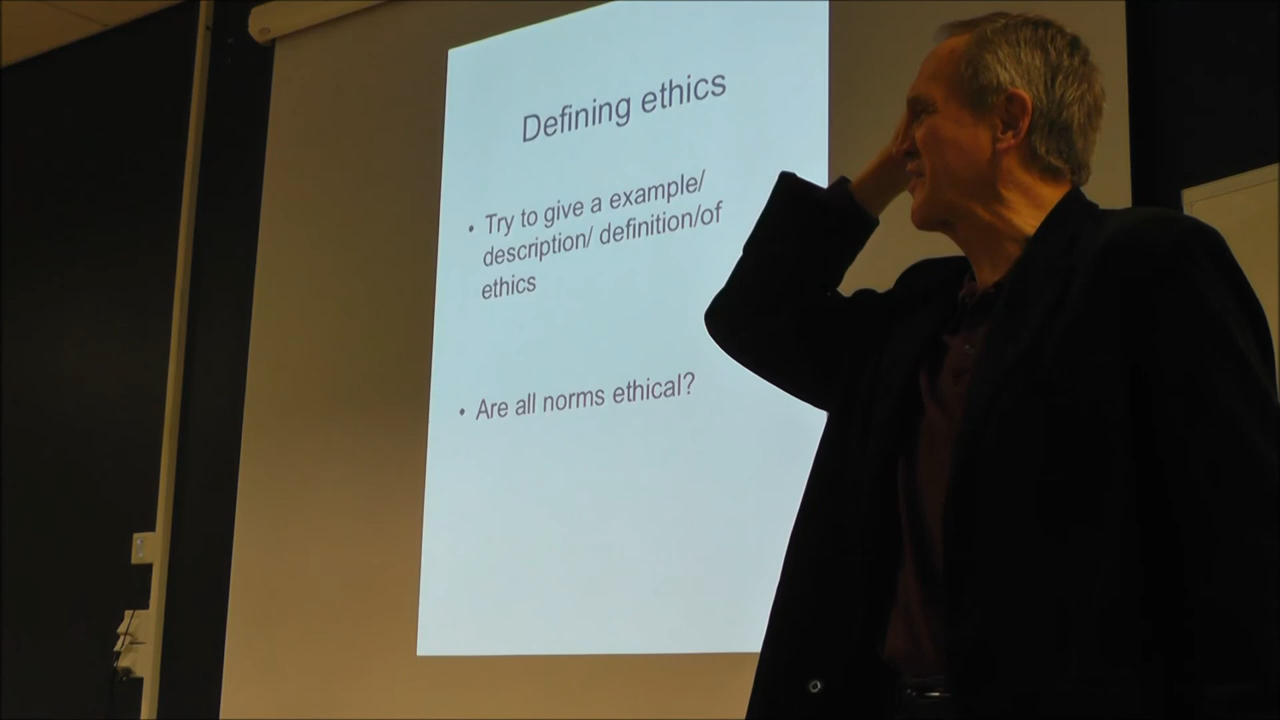 Defining ethics
• Try to give a example/
description/ definition/of
ethics
• Are all norms ethical?